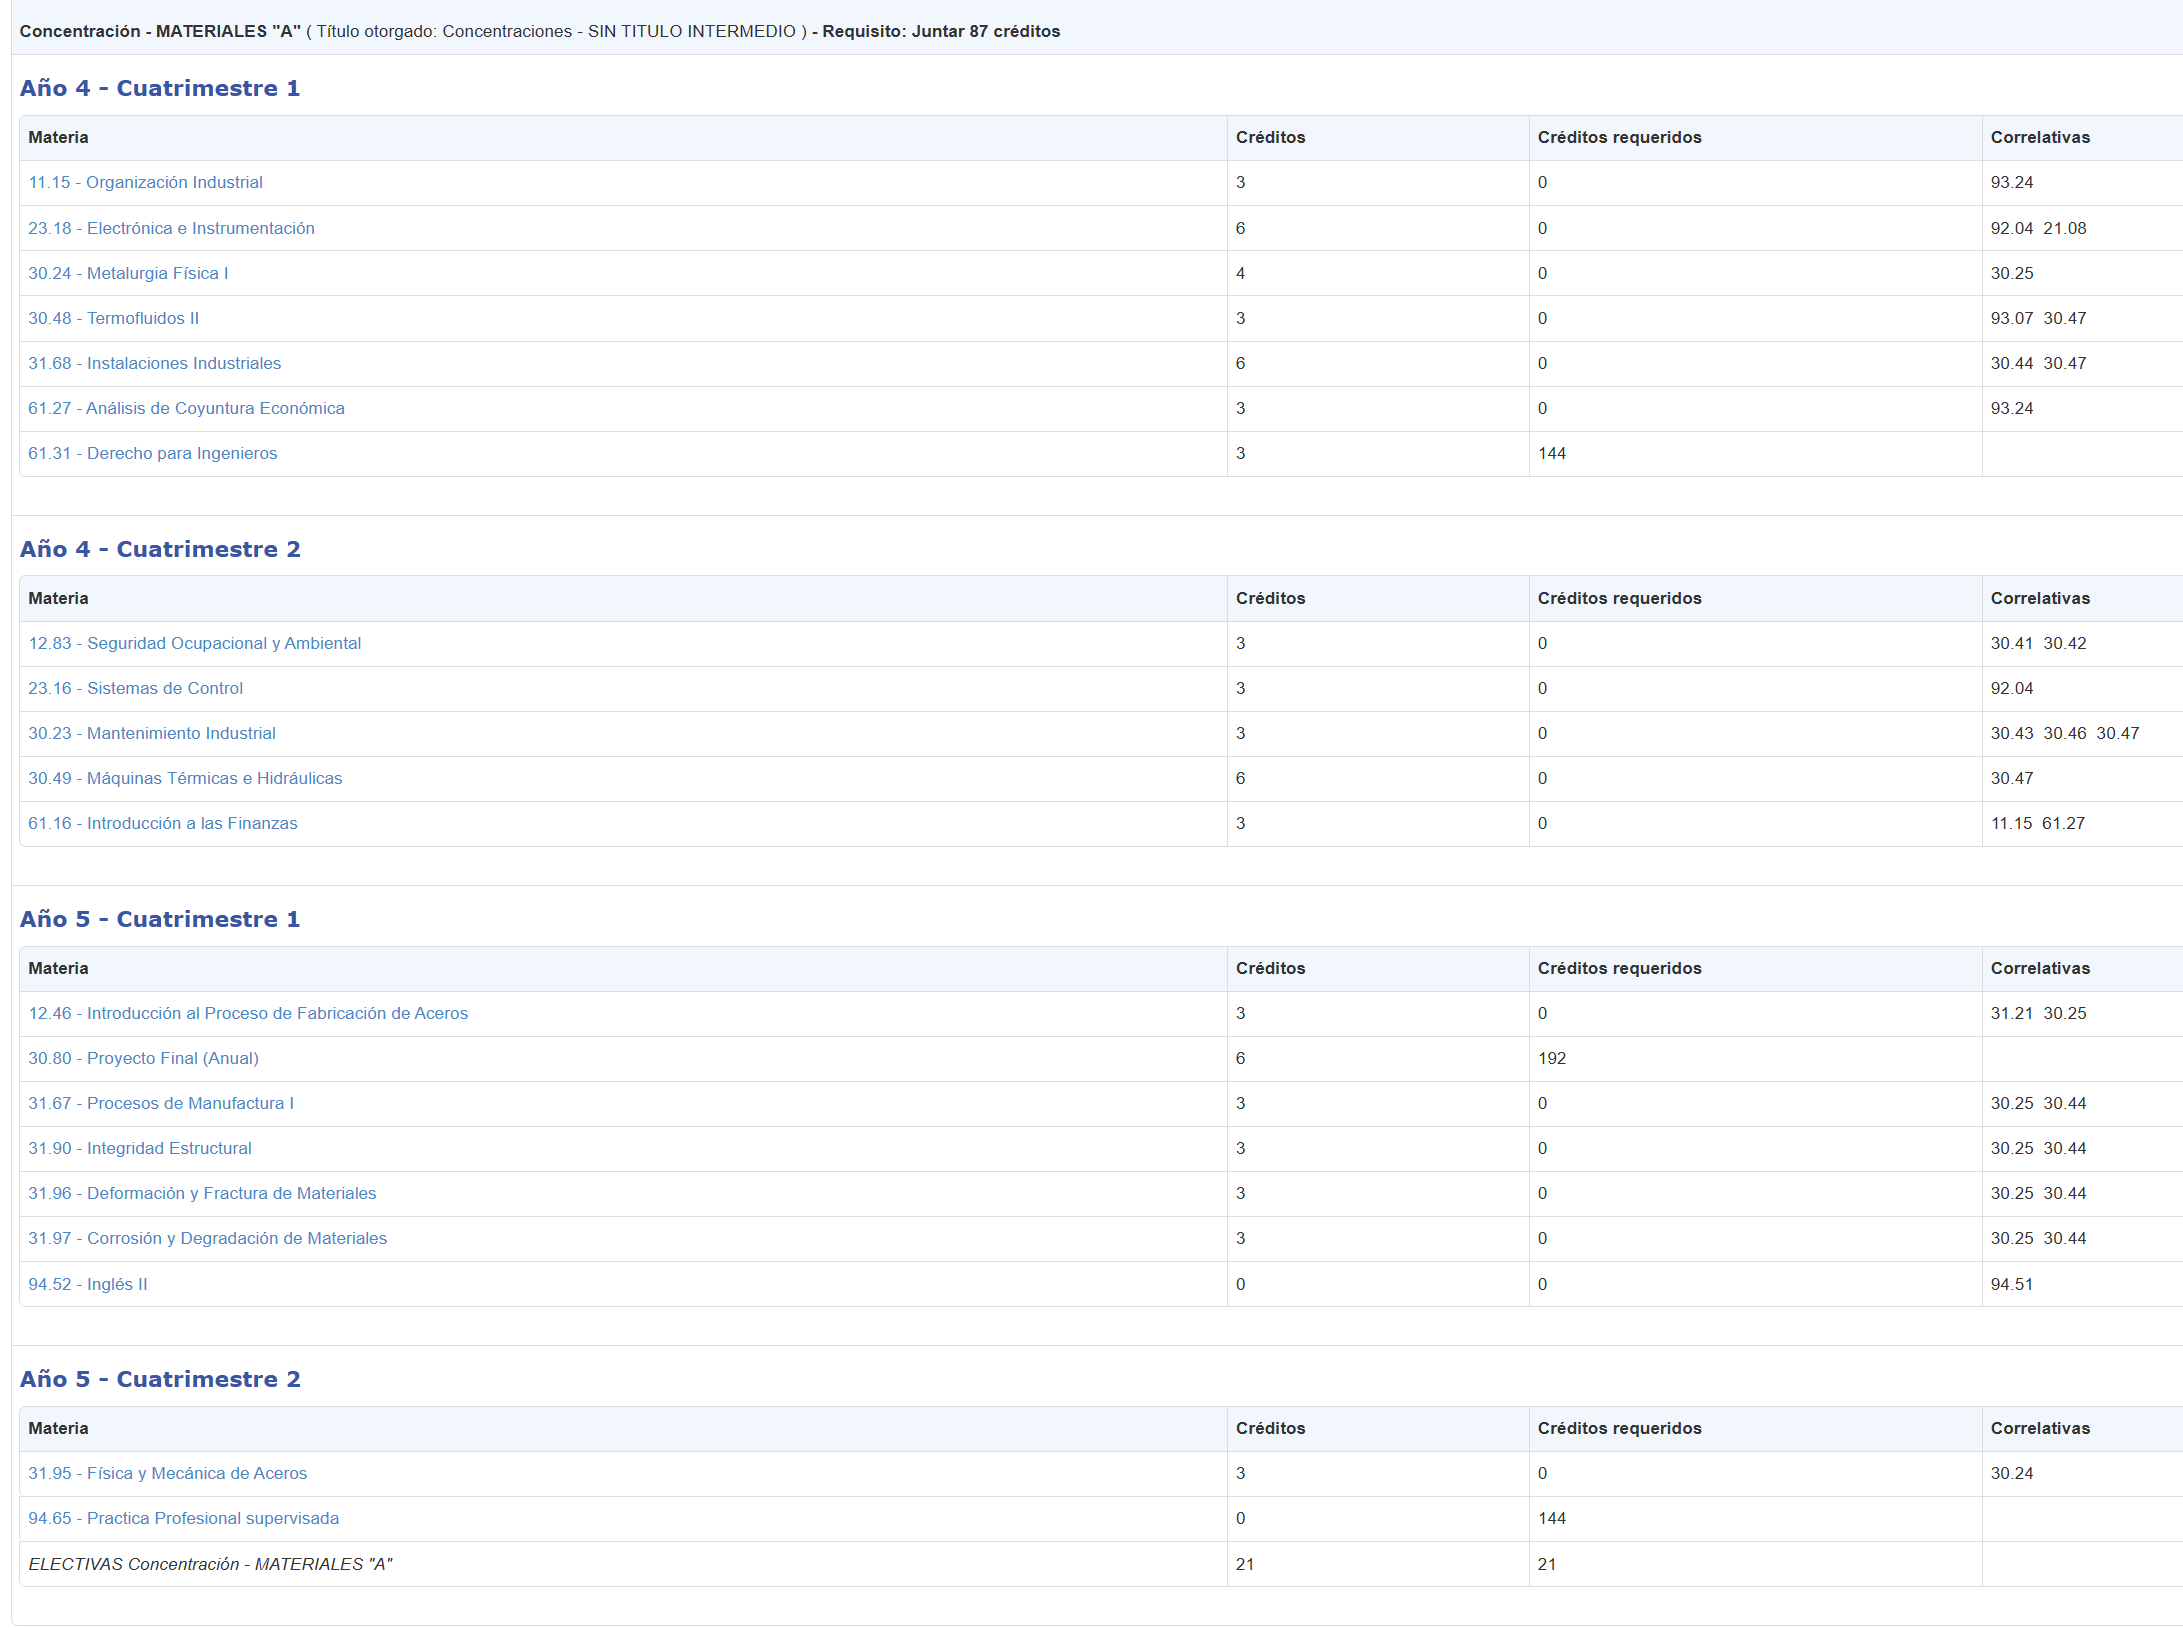 Concentración - MATERIALES "A" ( Título otorgado: Concentraciones - SIN TITULO INTERMEDIO ) - Requisito: Juntar 87 créditos
Año 4 - Cuatrimestre 1
Materia Créditos Créditos requeridos Correlativas
11.15 - Organización Industrial 3 0 93.24
23.18 - Electrónica e Instrumentación 6 0 92.04 21.08
30.24 - Metalurgia Física I 4 0 30.25
30.48 - Termofluidos II 3 0 93.07 30.47
31.68 - Instalaciones Industriales 6 0 30.44 30.47
61.27 - Análisis de Coyuntura Económica 3 0 93.24
61.31 - Derecho para Ingenieros 3 144
Año 4 - Cuatrimestre 2
Materia Créditos Créditos requeridos Correlativas
12.83 - Seguridad Ocupacional y Ambiental 3 0 30.41 30.42
23.16 - Sistemas de Control 3 0 92.04
30.23 - Mantenimiento Industrial 3 0 30.43 30.46 30.47
30.49 - Máquinas Térmicas e Hidráulicas 6 0 30.47
61.16 - Introducción a las Finanzas 3 0 11.15 61.27
Año 5 - Cuatrimestre 1
Materia Créditos Créditos requeridos Correlativas
12.46 - Introducción al Proceso de Fabricación de Aceros 3 0 31.21 30.25
30.80 - Proyecto Final (Anual) 6 192
31.67 - Procesos de Manufactura I 3 0 30.25 30.44
31.90 - Integridad Estructural 3 0 30.25 30.44
31.96 - Deformación y Fractura de Materiales 3 0 30.25 30.44
31.97 - Corrosión y Degradación de Materiales 3 0 30.25 30.44
94.52 - Inglés II 0 0 94.51
Año 5 - Cuatrimestre 2
Materia Créditos Créditos requeridos Correlativas
31.95 - Física y Mecánica de Aceros 3 0 30.24
94.65 - Practica Profesional supervisada 0 144
ELECTIVAS Concentración - MATERIALES "A" 21 21